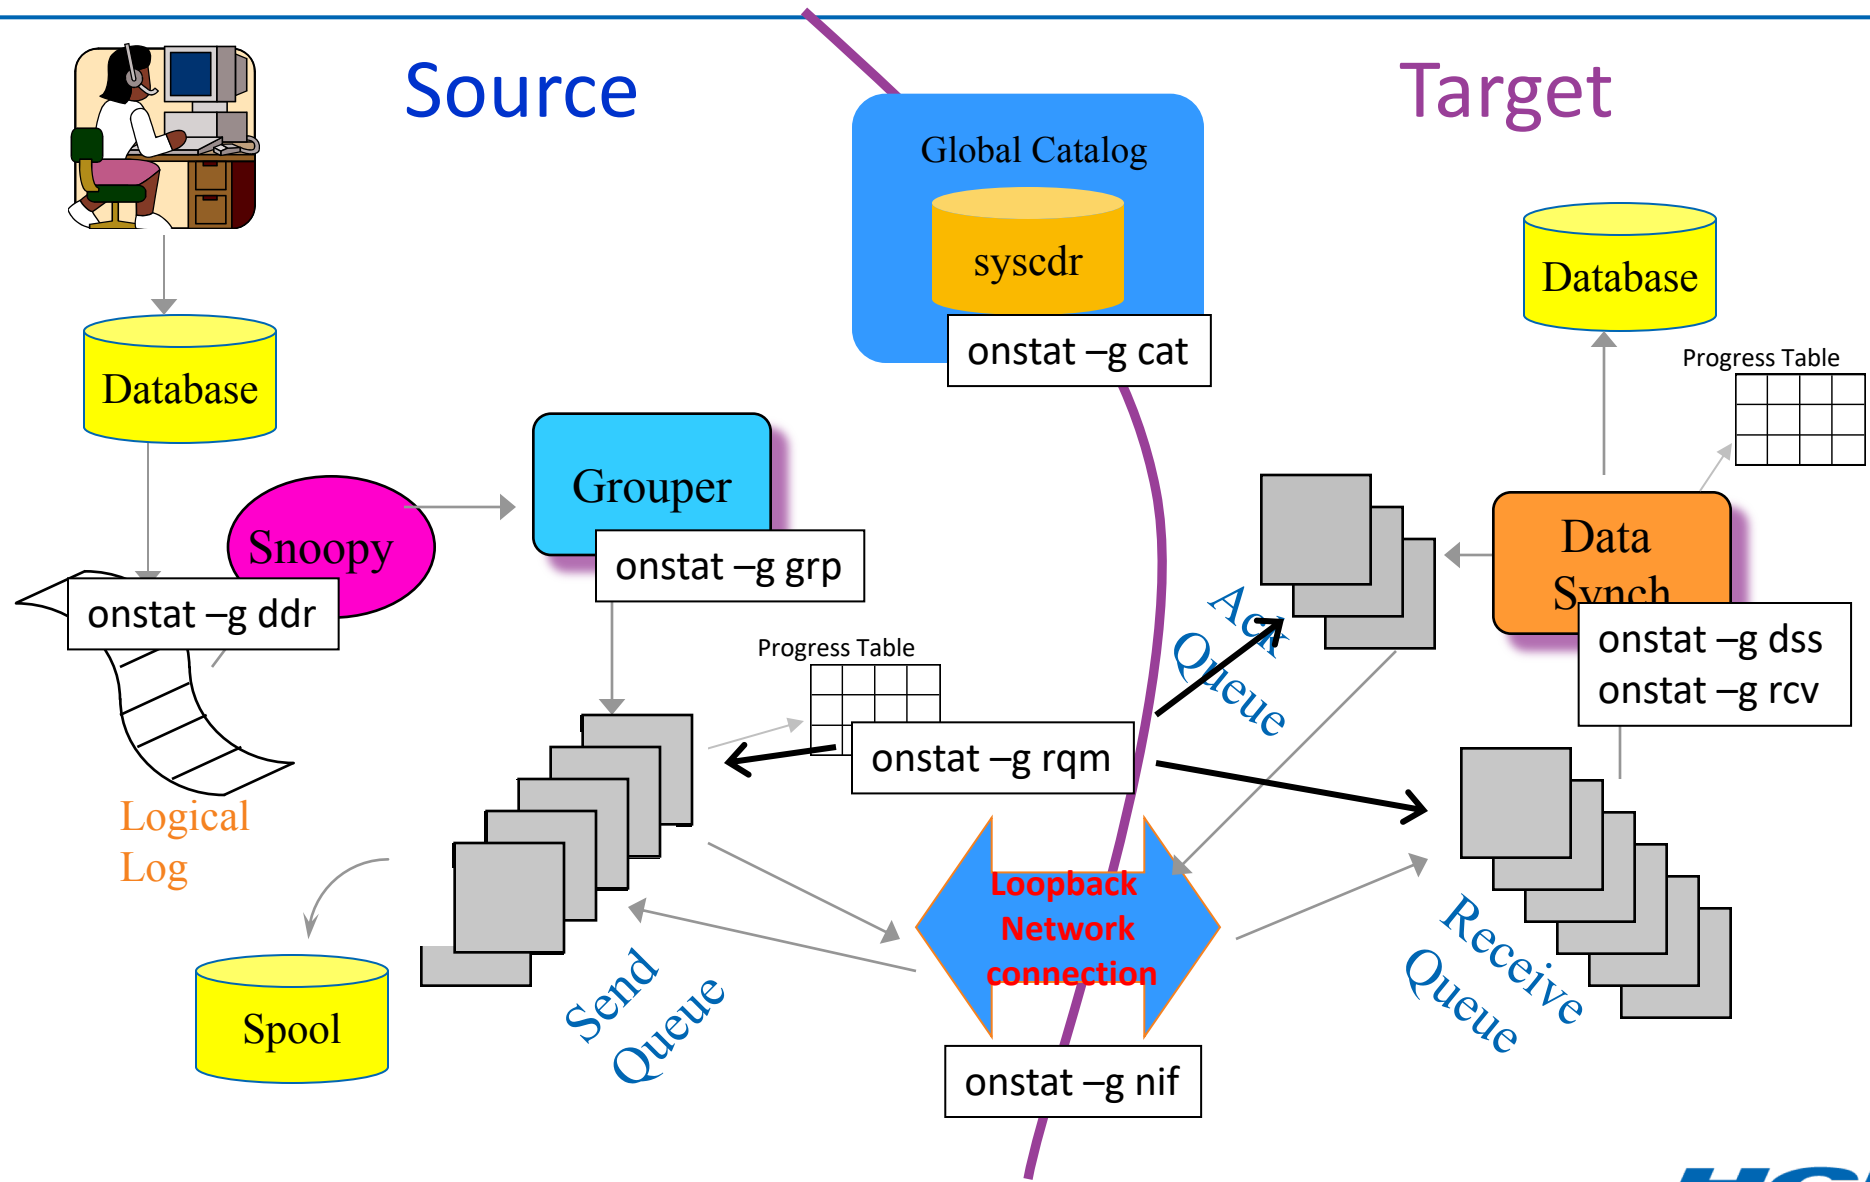 Source
Target
Global Catalog
syscdr
onstat –g cat
Database
Database
Progress Table
Snoopy
Grouper
onstat –g grp
onstat –g ddr
Data
Synch
onstat –g dss
onstat –g rcv
Ack
Queue
Progress Table
onstat –g rqm
Logical
Log
Loopback
Network
connection
Send
Queue
Receive
Queue
Spool
onstat –g nif